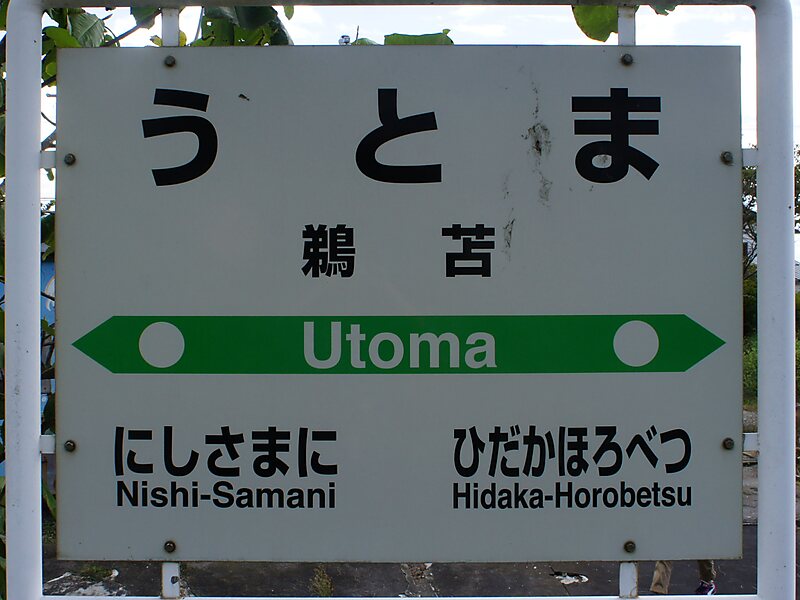 うとま
鵜苫
Utoma
にしさまに ひだかほろべつ
Nishi-Samani Hidaka-Horobetsu